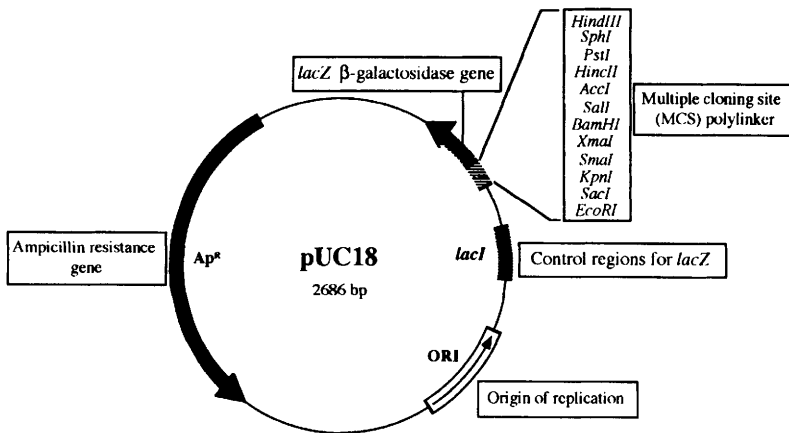 HindIII
SphI
PstI
HincII
AccI
SalI
BamHI
XmaI
SmaI
KpnI
SacI
EcoRI
lacZ β-galactosidase gene
Multiple cloning site
(MCS) polylinker
Ampicillin resistance
gene
Apᴿ
pUC18
2686 bp
lacI
Control regions for lacZ
ORI
Origin of replication